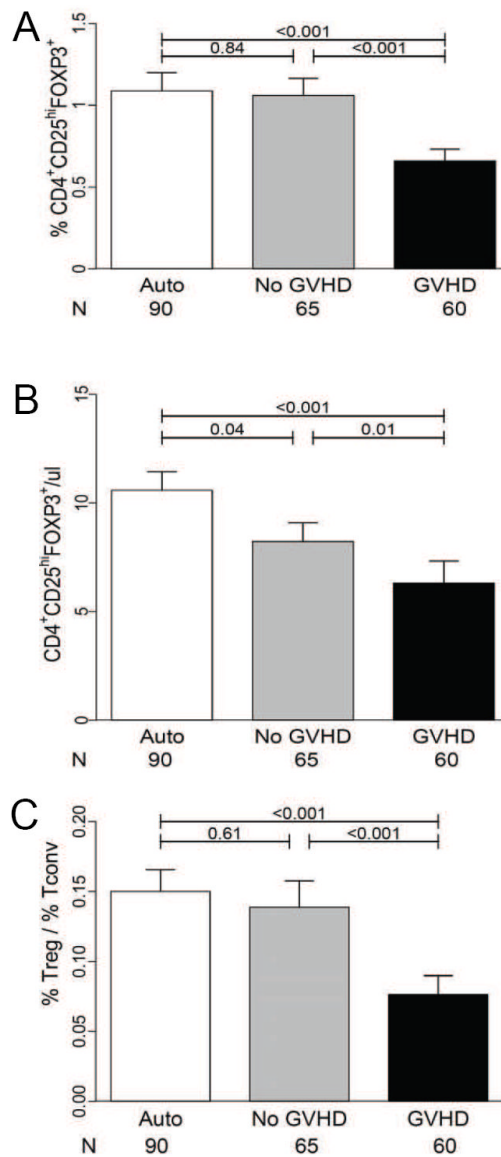 A
% CD4+CD25hiFOXP3+
1.5
1
0.5
0
<0.001
0.84 <0.001
Auto No GVHD GVHD
N 90 65 60
B
CD4+CD25hiFOXP3+/ul
15
10
5
0
<0.001
0.04 0.01
Auto No GVHD GVHD
N 90 65 60
C
% Treg / % Tconv
0.20
0.15
0.10
0.05
0.00
<0.001
0.61 <0.001
Auto No GVHD GVHD
N 90 65 60